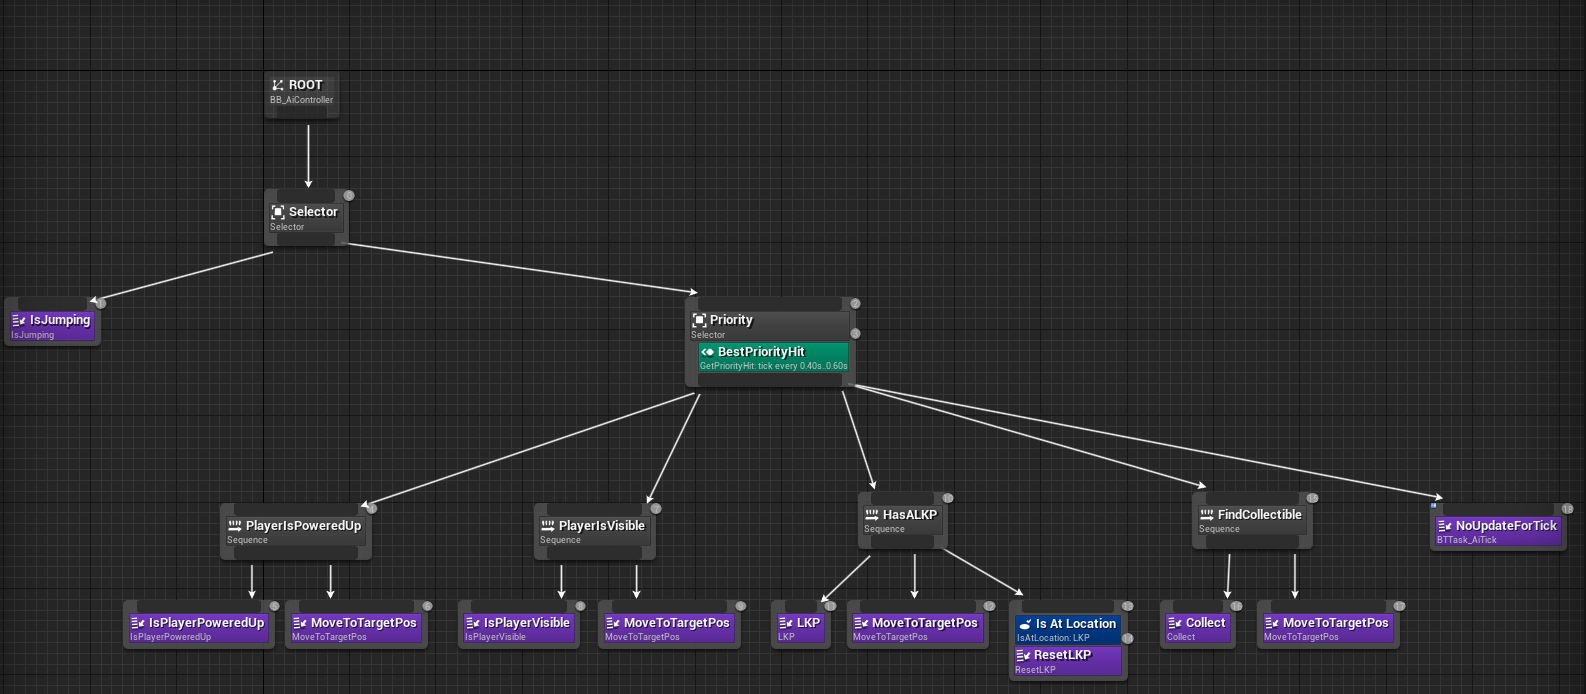 ROOT
BB_AiController
Selector
Selector
IsJumping
IsJumping
Priority
Selector
BestPriorityHit
GetPriorityHit: tick every 0.40s..0.60s
PlayerIsPoweredUp
Sequence
PlayerIsVisible
Sequence
HasALKP
Sequence
FindCollectible
Sequence
NoUpdateForTick
BTTask_AiTick
IsPlayerPoweredUp
IsPlayerPoweredUp
MoveToTargetPos
MoveToTargetPos
IsPlayerVisible
IsPlayerVisible
MoveToTargetPos
MoveToTargetPos
LKP
LKP
MoveToTargetPos
MoveToTargetPos
Is At Location
IsAtLocation: LKP
ResetLKP
ResetLKP
Collect
Collect
MoveToTargetPos
MoveToTargetPos